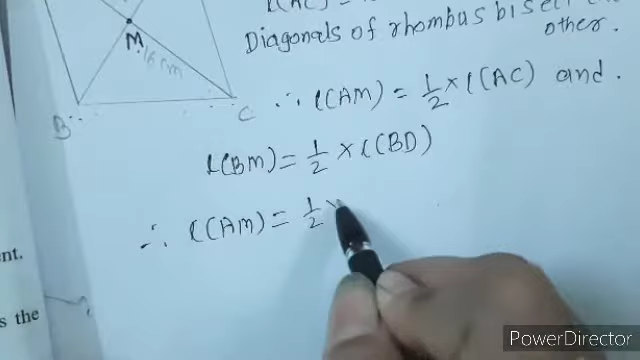 l(AC) =
Diagonals of rhombus bisect
other.
M
16 cm
∴ l(AM) = 1/2 × l(AC) and.
B
C
l(BM) = 1/2 × l(BD)
∴ l(AM) = 1/2 ×
nt.
s the
PowerDirector